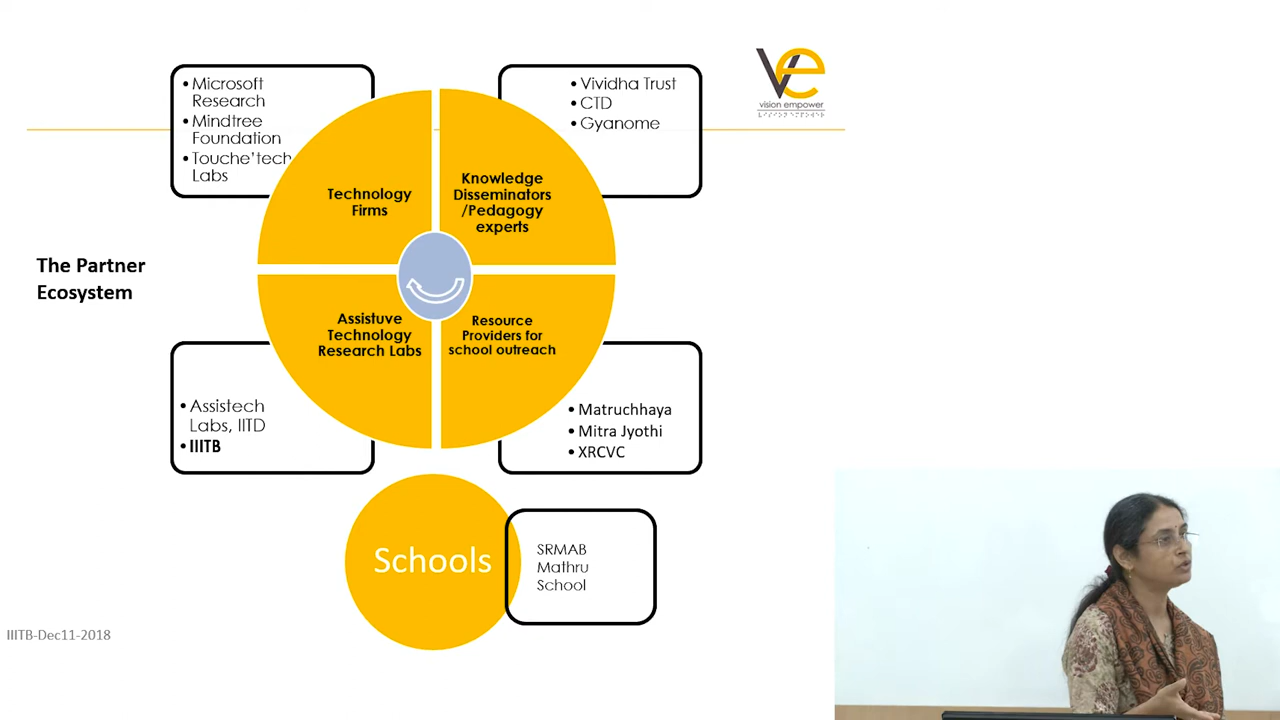 • Microsoft
Research
• Mindtree
Foundation
• Touche'tech
Labs
• Vividha Trust
• CTD
• Gyanome
ve
vision empower
Technology
Firms
Knowledge
Disseminators
/Pedagogy
experts
The Partner
Ecosystem
Assistuve
Technology
Research Labs
Resource
Providers for
school outreach
• Assistech
Labs, IITD
• IIITB
• Matruchhaya
• Mitra Jyothi
• XRCVC
Schools
SRMAB
Mathru
School
IIITB-Dec11-2018